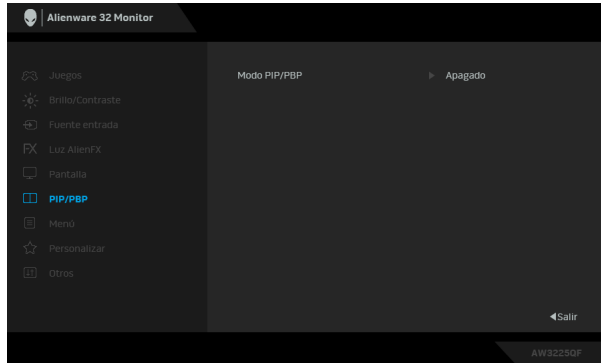 Alienware 32 Monitor
Juegos
Modo PIP/PBP
Apagado
Brillo/Contraste
Fuente entrada
FX Luz AlienFX
Pantalla
PIP/PBP
Menú
Personalizar
Otros
Salir
AW3225QF